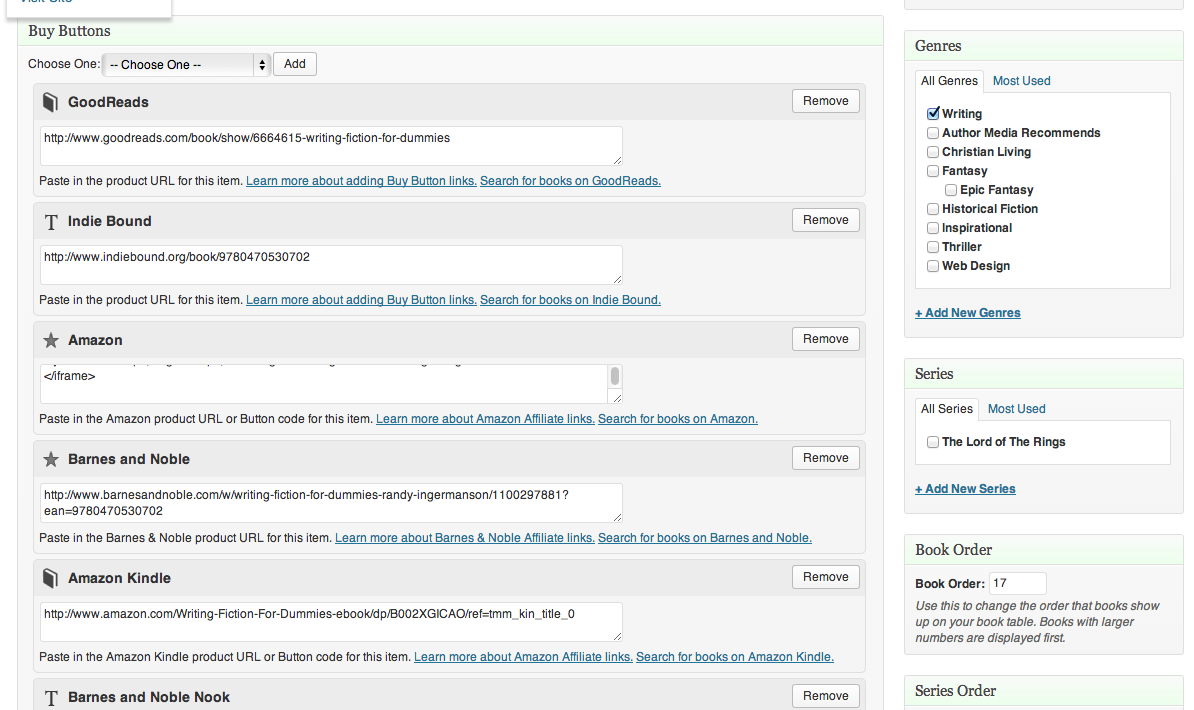 Visit Site
Buy Buttons
Choose One: -- Choose One -- Add
GoodReads Remove
http://www.goodreads.com/book/show/6664615-writing-fiction-for-dummies
Paste in the product URL for this item. Learn more about adding Buy Button links. Search for books on GoodReads.
Indie Bound Remove
http://www.indiebound.org/book/9780470530702
Paste in the product URL for this item. Learn more about adding Buy Button links. Search for books on Indie Bound.
Amazon Remove
</iframe>
Paste in the Amazon product URL or Button code for this item. Learn more about Amazon Affiliate links. Search for books on Amazon.
Barnes and Noble Remove
http://www.barnesandnoble.com/w/writing-fiction-for-dummies-randy-ingermanson/1100297881?
ean=9780470530702
Paste in the Barnes & Noble product URL for this item. Learn more about Barnes & Noble Affiliate links. Search for books on Barnes and Noble.
Amazon Kindle Remove
http://www.amazon.com/Writing-Fiction-For-Dummies-ebook/dp/B002XGICAO/ref=tmm_kin_title_0
Paste in the Amazon Kindle product URL or Button code for this item. Learn more about Amazon Affiliate links. Search for books on Amazon Kindle.
T Barnes and Noble Nook Remove
Genres
All Genres Most Used
Writing
Author Media Recommends
Christian Living
Fantasy
Epic Fantasy
Historical Fiction
Inspirational
Thriller
Web Design
+ Add New Genres
Series
All Series Most Used
The Lord of The Rings
+ Add New Series
Book Order
Book Order: 17
Use this to change the order that books show
up on your book table. Books with larger
numbers are displayed first.
Series Order